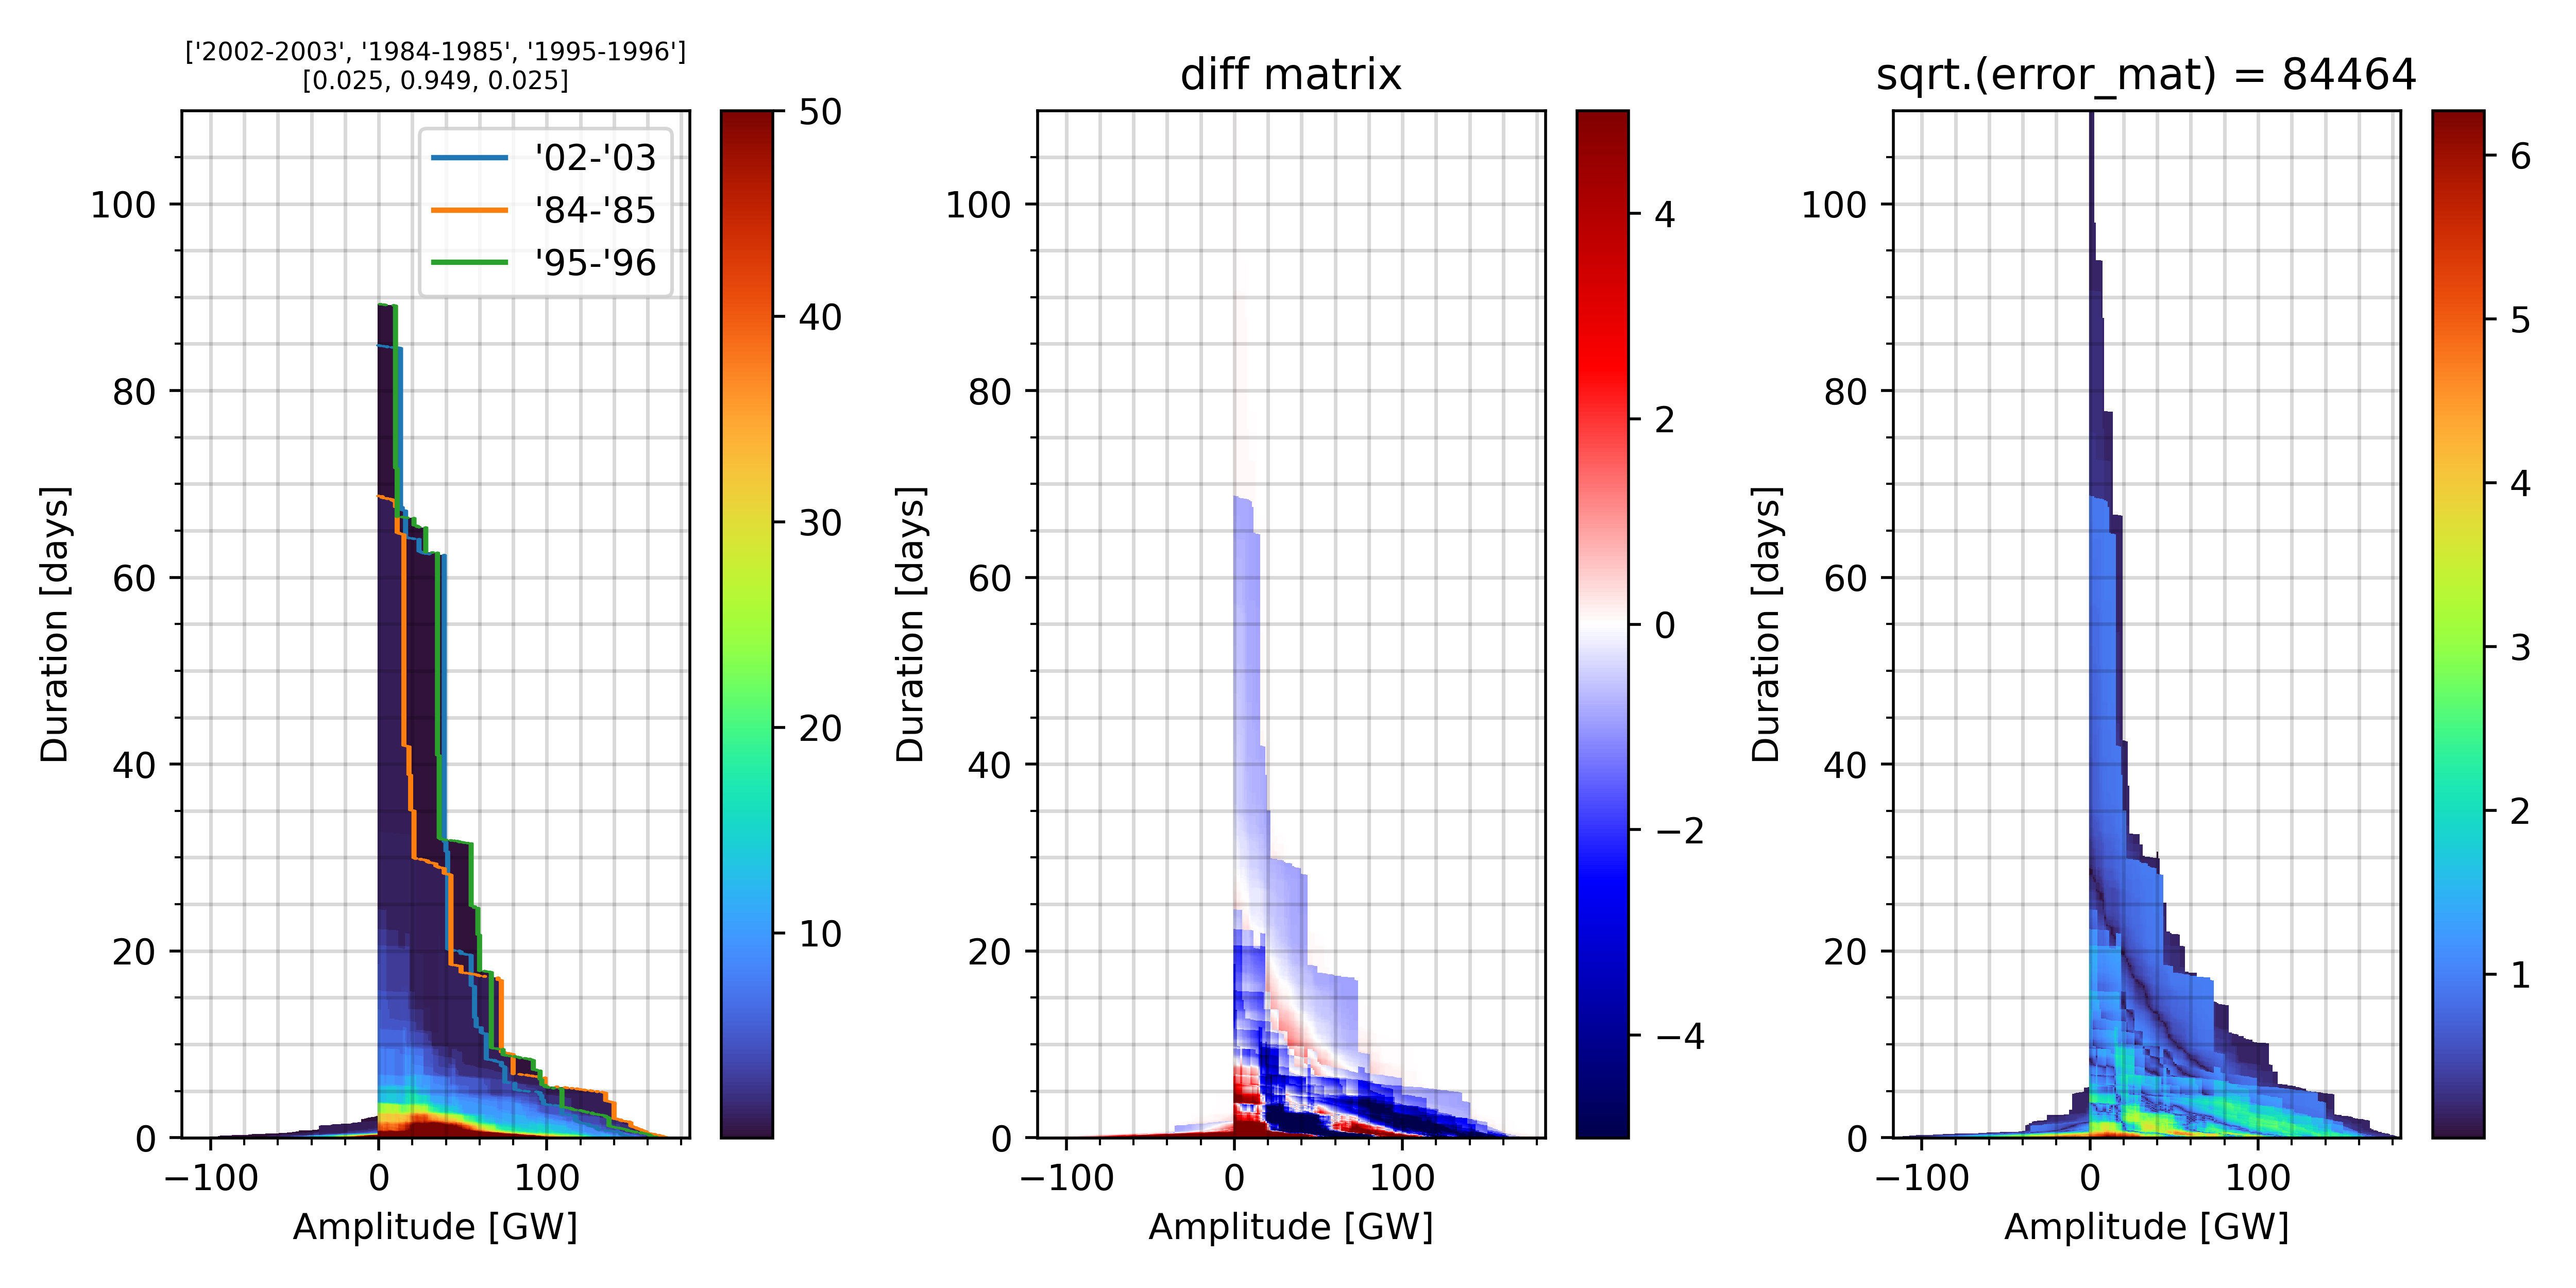 ['2002-2003', '1984-1985', '1995-1996']
[0.025, 0.949, 0.025]
'02-'03
'84-'85
'95-'96
Duration [days]
100
80
60
40
20
0
−100 0 100
Amplitude [GW]
50
40
30
20
10
diff matrix
Duration [days]
100
80
60
40
20
0
−100 0 100
Amplitude [GW]
4
2
0
−2
−4
sqrt.(error_mat) = 84464
Duration [days]
100
80
60
40
20
0
−100 0 100
Amplitude [GW]
6
5
4
3
2
1